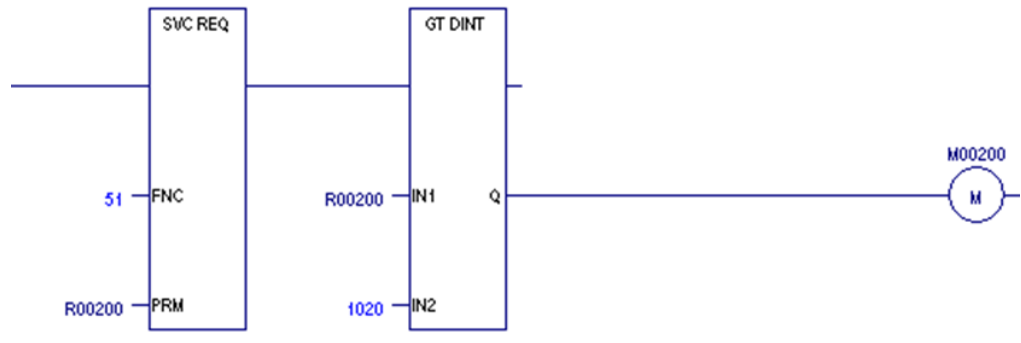 SVC REQ
GT DINT
M00200
M
51 FNC
R00200 IN1 Q
R00200 PRM
1020 IN2